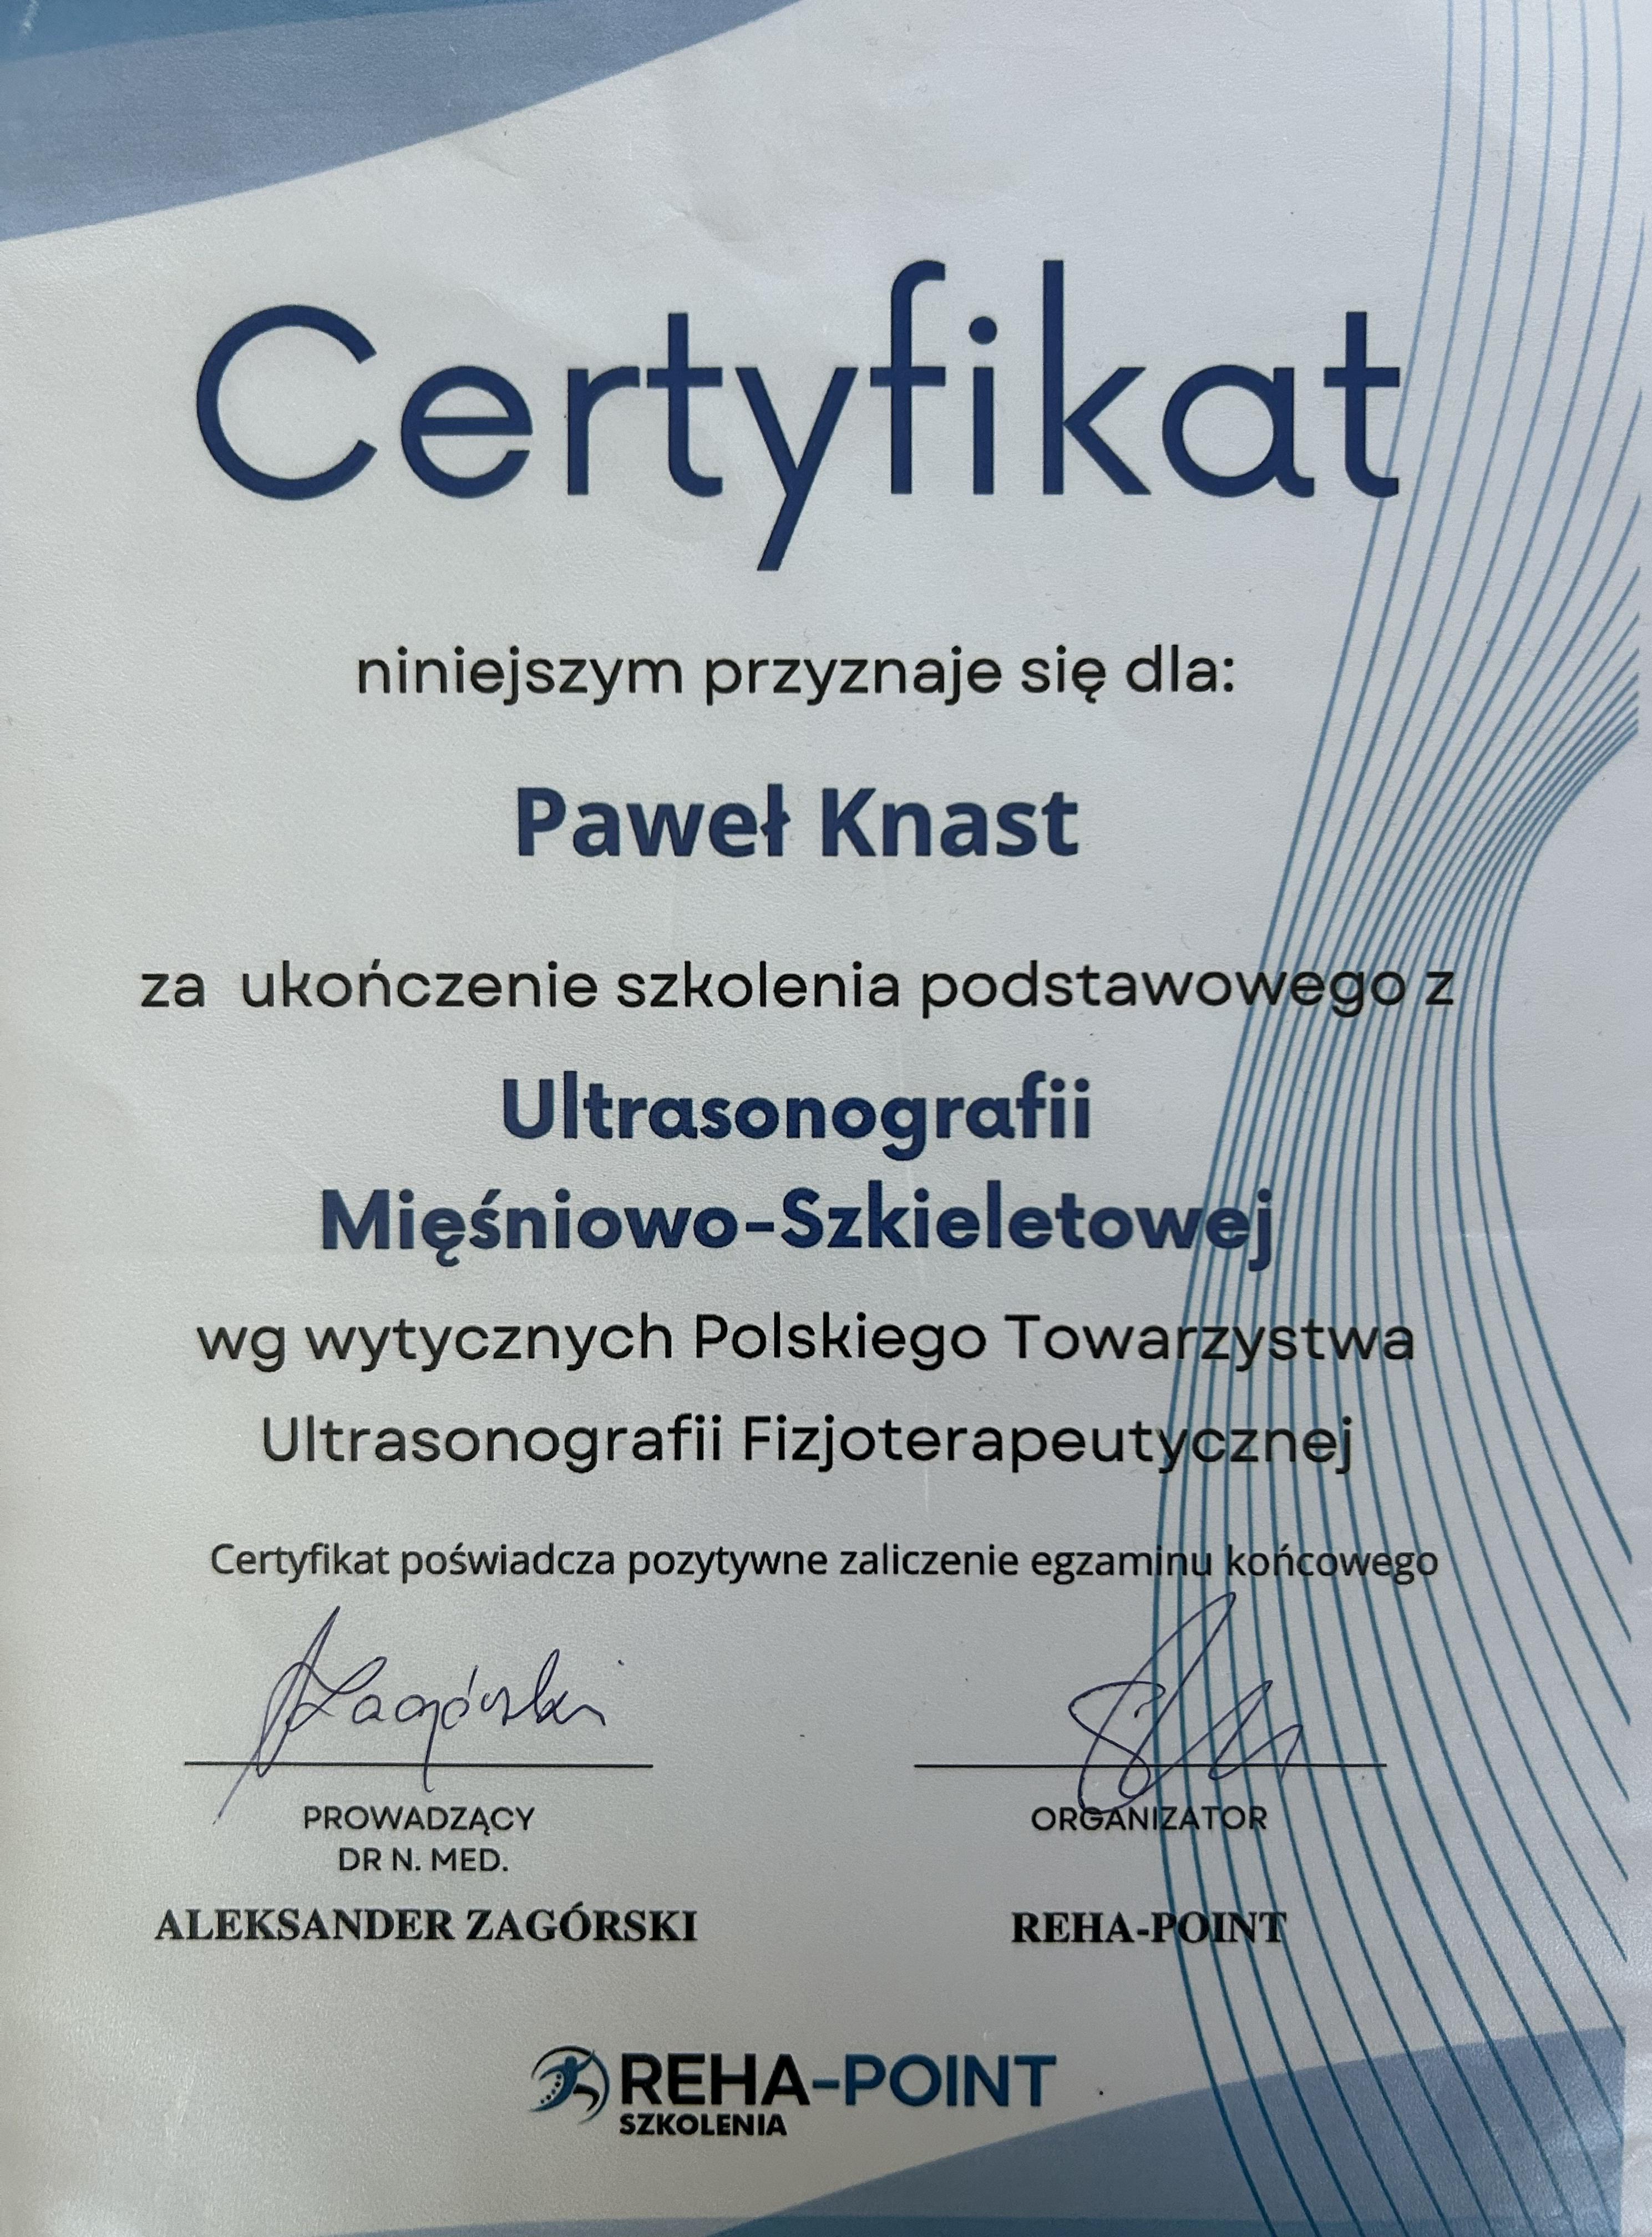 Certyfikat
niniejszym przyznaje się dla:
Paweł Knast
za ukończenie szkolenia podstawowego z
Ultrasonografii
Mięśniowo-Szkieletowej
wg wytycznych Polskiego Towarzystwa
Ultrasonografii Fizjoterapeutycznej
Certyfikat poświadcza pozytywne zaliczenie egzaminu końcowego
AZagórski
PROWADZĄCY
DR N. MED.
ALEKSANDER ZAGÓRSKI
ORGANIZATOR
REHA-POINT
REHA-POINT
SZKOLENIA